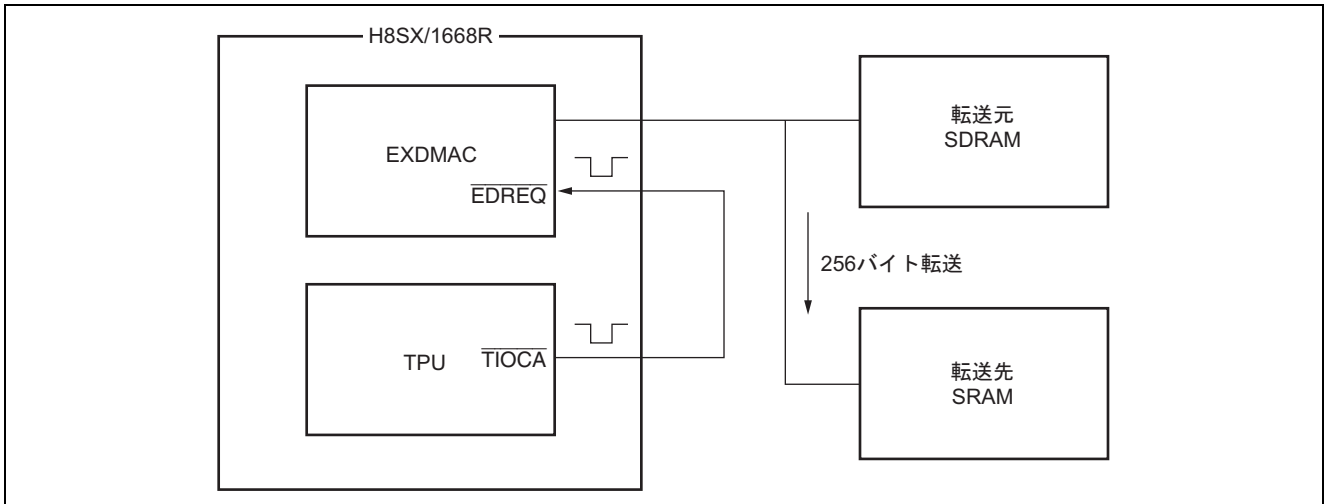 H8SX/1668R
EXDMAC
EDREQ
TPU
TIOCA
転送元
SDRAM
256バイト転送
転送先
SRAM